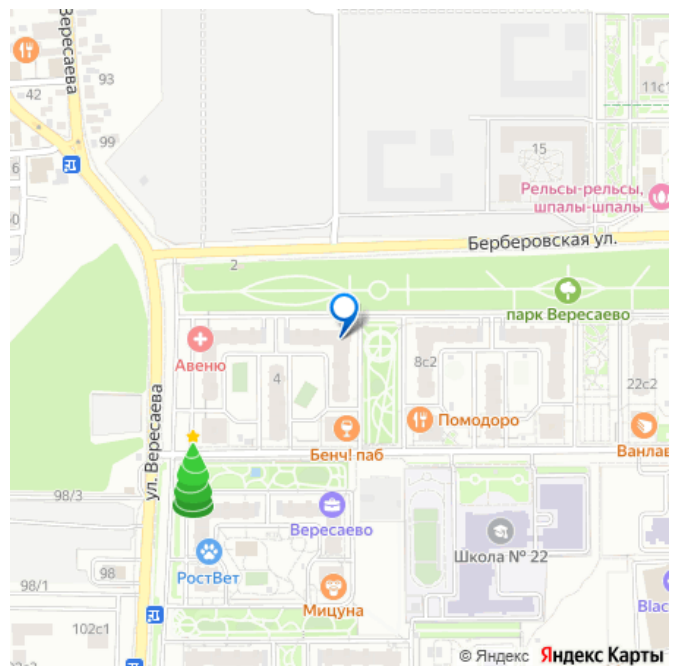 Вересаева
93
42
11с1
99
15
6
Рельсы-рельсы,
шпалы-шпалы
Берберовская ул.
2
парк Вересаево
Авеню
8с2
4
22с2
ул. Вересаева
Помодоро
Бенч! паб
Ванлав
98/3
Вересаево
Школа № 22
98
РостВет
98/1
Мицуна
Blac
102с1
© Яндекс Яндекс Карты